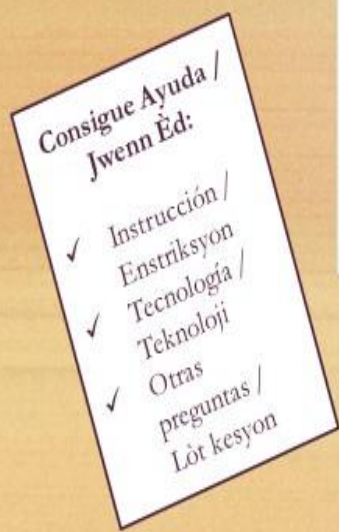 Consigue Ayuda /
Jwenn Èd:
✓ Instrucción /
Enstriksyon
✓ Tecnología /
Teknoloji
✓ Otras
preguntas /
Lòt kesyon